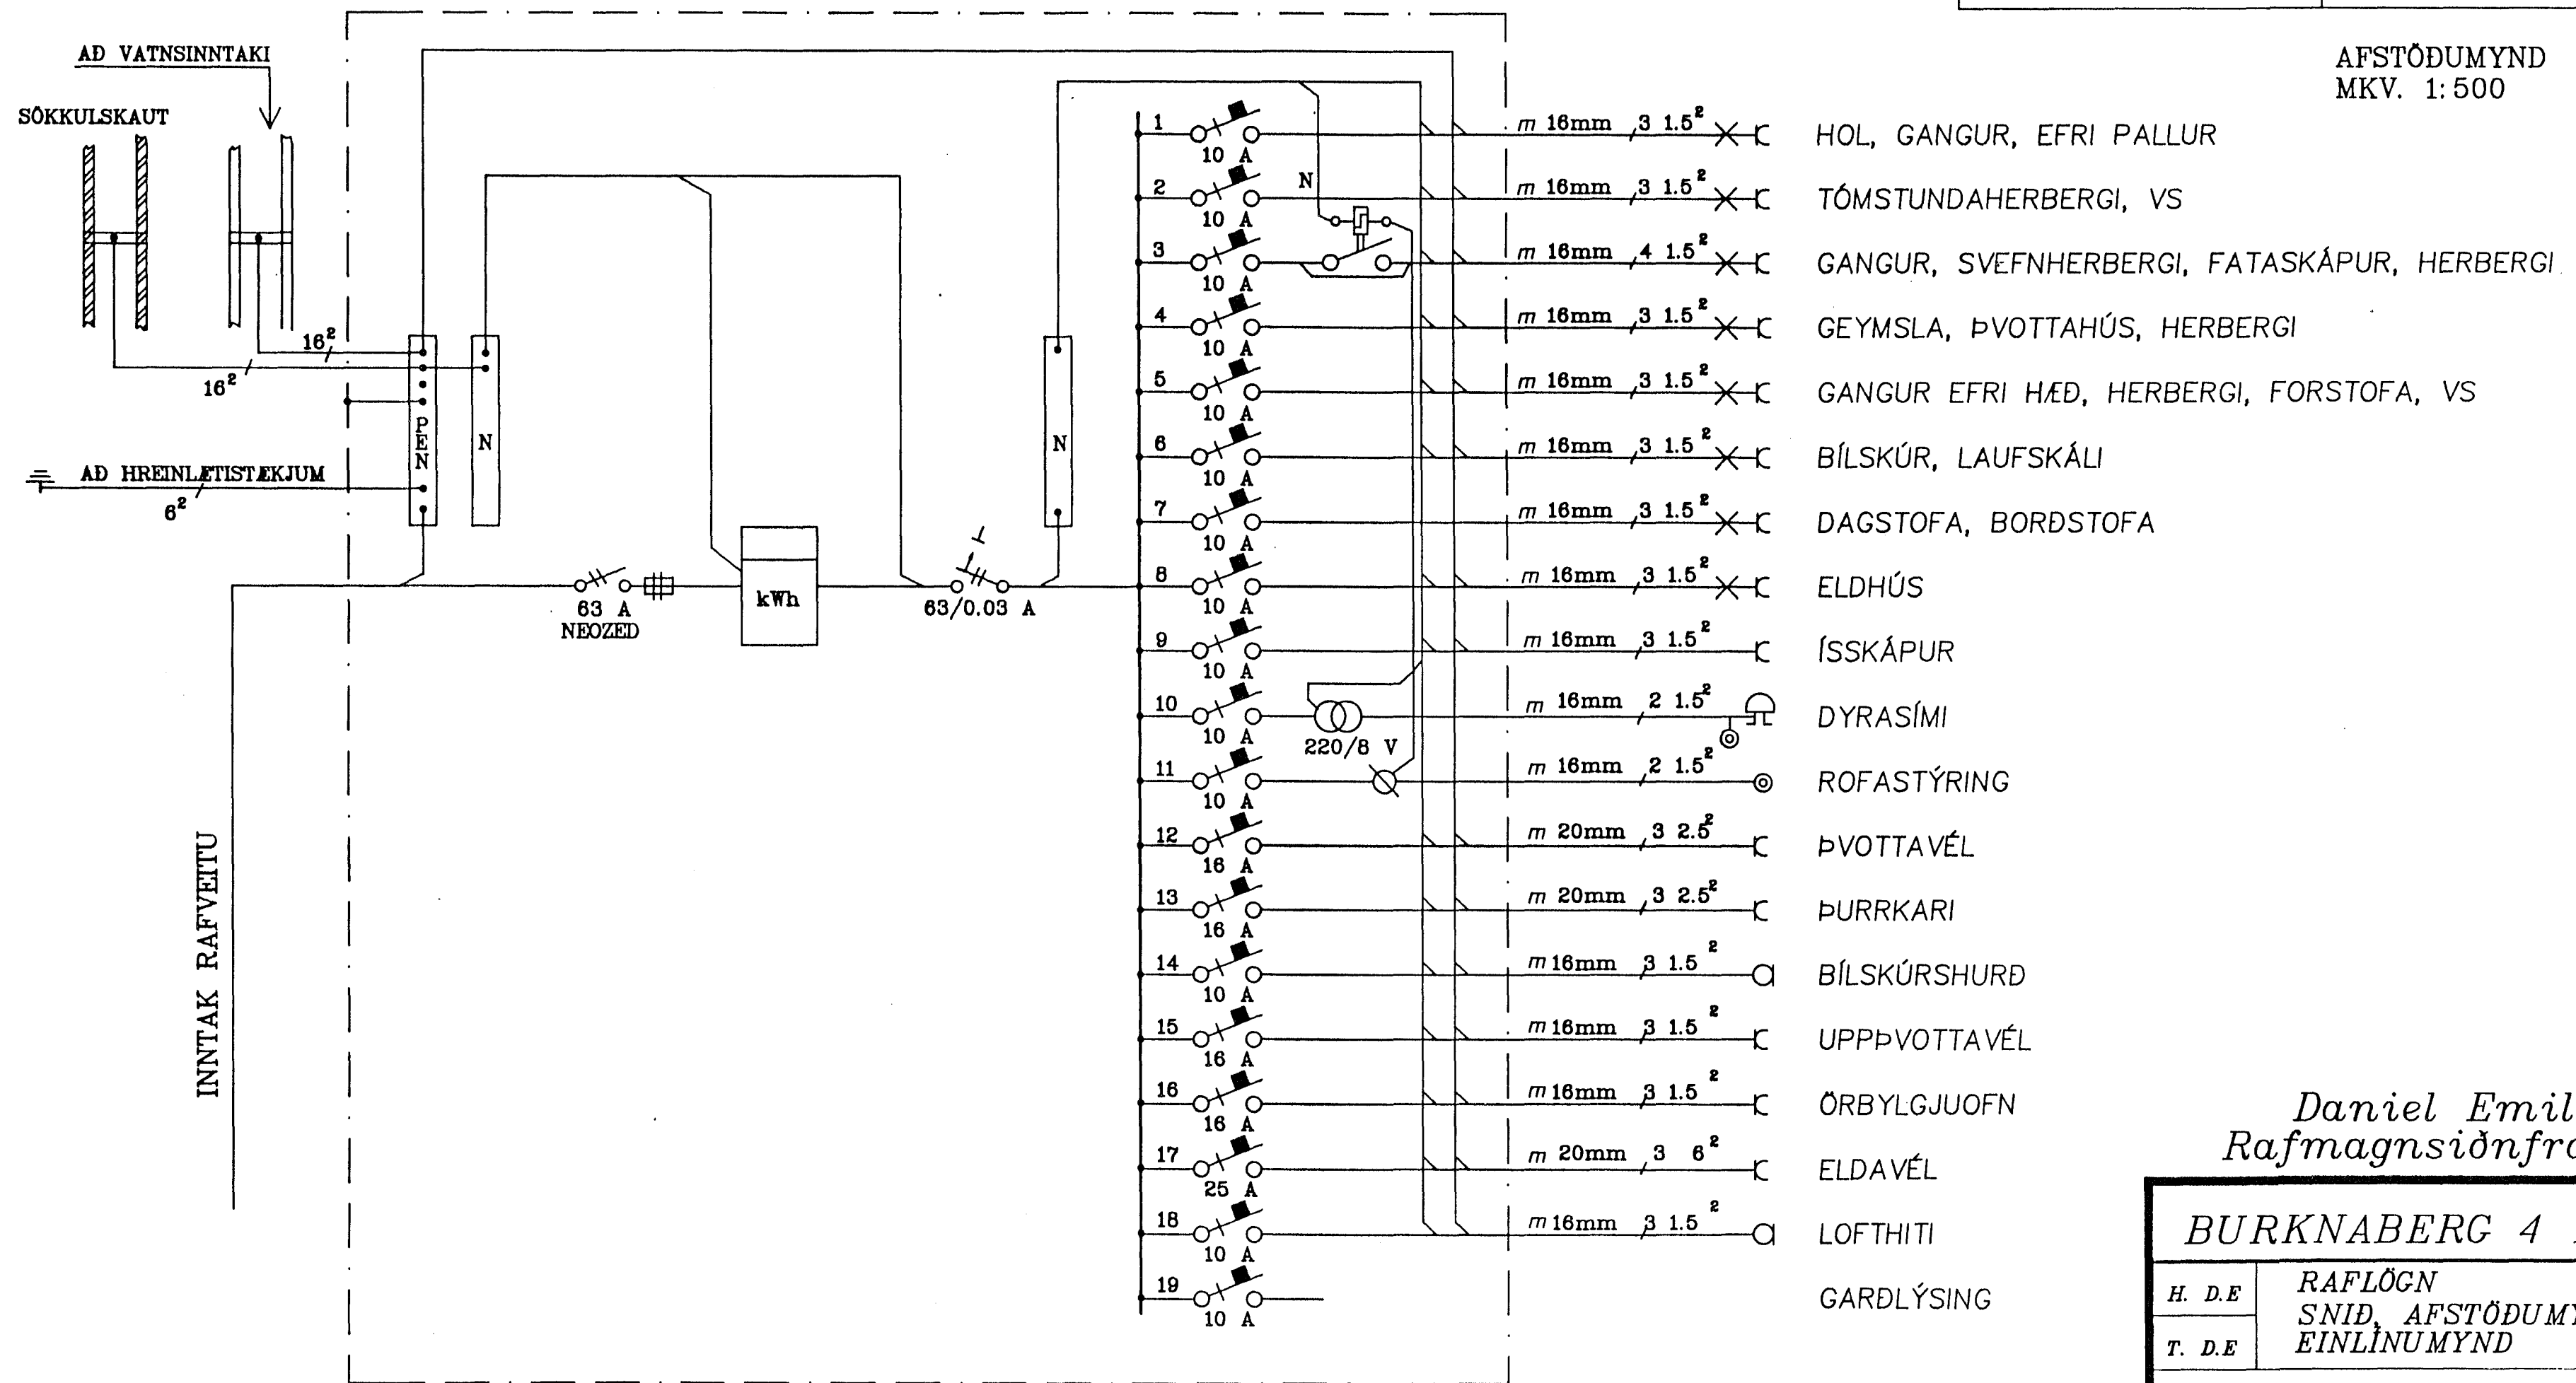 AÐ VATNSINNTAKI
SÖKKULSKAUT
16²
16²
PEN
N
AÐ HREINLÆTISTÆKJUM
6²
INNTAK RAFVEITU
63 A
NEOZED
kWh
63/0.03 A
N
N
AFSTÖÐUMYND
MKV. 1:500
1 10 A m 16mm 3 1.5² HOL, GANGUR, EFRI PALLUR
2 10 A m 16mm 3 1.5² TÓMSTUNDAHERBERGI, VS
3 10 A m 16mm 4 1.5² GANGUR, SVEFNHERBERGI, FATASKÁPUR, HERBERGI
4 10 A m 16mm 3 1.5² GEYMSLA, ÞVOTTAHÚS, HERBERGI
5 10 A m 16mm 3 1.5² GANGUR EFRI HÆÐ, HERBERGI, FORSTOFA, VS
6 10 A m 16mm 3 1.5² BÍLSKÚR, LAUFSKÁLI
7 10 A m 16mm 3 1.5² DAGSTOFA, BORÐSTOFA
8 10 A m 16mm 3 1.5² ELDHÚS
9 10 A m 16mm 3 1.5² ÍSSKÁPUR
10 10 A 220/8 V m 16mm 2 1.5² DYRASÍMI
11 10 A m 16mm 2 1.5² ROFASTÝRING
12 16 A m 20mm 3 2.5² ÞVOTTAVÉL
13 16 A m 20mm 3 2.5² ÞURRKARI
14 10 A m 16mm 3 1.5² BÍLSKÚRSHURÐ
15 16 A m 16mm 3 1.5² UPPÞVOTTAVÉL
16 16 A m 16mm 3 1.5² ÖRBYLGJUOFN
17 25 A m 20mm 3 6² ELDAVÉL
18 10 A m 16mm 3 1.5² LOFTHITI
19 10 A GARÐLÝSING
Daniel Emil
Rafmagnsiðnfr
BURKNABERG 4
H. D.E RAFLÖGN
SNIÐ, AFSTÖÐUM
T. D.E EINLÍNUMYND